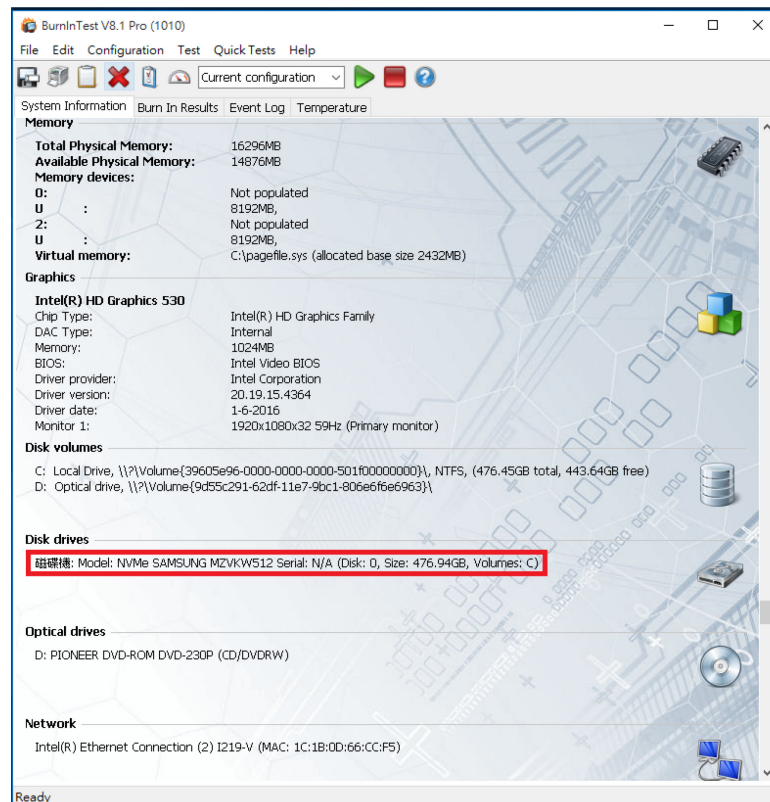 BurnInTest V8.1 Pro (1010)
File Edit Configuration Test Quick Tests Help
Current configuration
System Information Burn In Results Event Log Temperature
Memory
Total Physical Memory: 16296MB
Available Physical Memory: 14876MB
Memory devices:
0: Not populated
U : 8192MB,
2: Not populated
U : 8192MB,
Virtual memory: C:\pagefile.sys (allocated base size 2432MB)
Graphics
Intel(R) HD Graphics 530
Chip Type: Intel(R) HD Graphics Family
DAC Type: Internal
Memory: 1024MB
BIOS: Intel Video BIOS
Driver provider: Intel Corporation
Driver version: 20.19.15.4364
Driver date: 1-6-2016
Monitor 1: 1920x1080x32 59Hz (Primary monitor)
Disk volumes
C: Local Drive, \\?\Volume{39605e96-0000-0000-0000-501f00000000}\, NTFS, (476.45GB total, 443.64GB free)
D: Optical drive, \\?\Volume{9d55c291-62df-11e7-9bc1-806e6f6e6963}\
Disk drives
磁碟機: Model: NVMe SAMSUNG MZVKW512 Serial: N/A (Disk: 0, Size: 476.94GB, Volumes: C)
Optical drives
D: PIONEER DVD-ROM DVD-230P (CD/DVDRW)
Network
Intel(R) Ethernet Connection (2) I219-V (MAC: 1C:1B:0D:66:CC:F5)
Ready